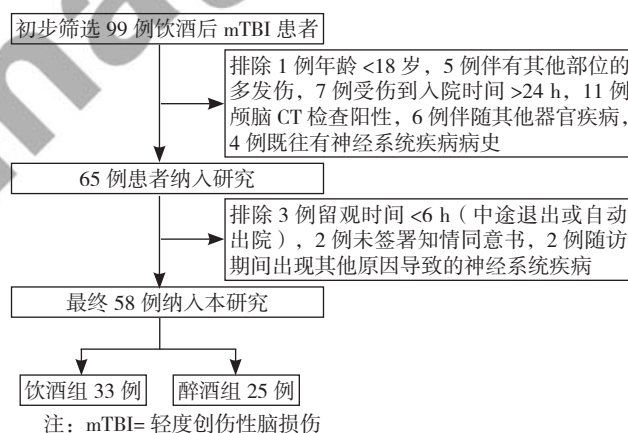 初步筛选 99 例饮酒后 mTBI 患者
排除 1 例年龄 <18 岁，5 例伴有其他部位的
多发伤，7 例受伤到入院时间 >24 h，11 例
颅脑 CT 检查阳性，6 例伴随其他器官疾病，
4 例既往有神经系统疾病病史
65 例患者纳入研究
排除 3 例留观时间 <6 h（中途退出或自动
出院），2 例未签署知情同意书，2 例随访
期间出现其他原因导致的神经系统疾病
最终 58 例纳入本研究
饮酒组 33 例
醉酒组 25 例
注：mTBI= 轻度创伤性脑损伤